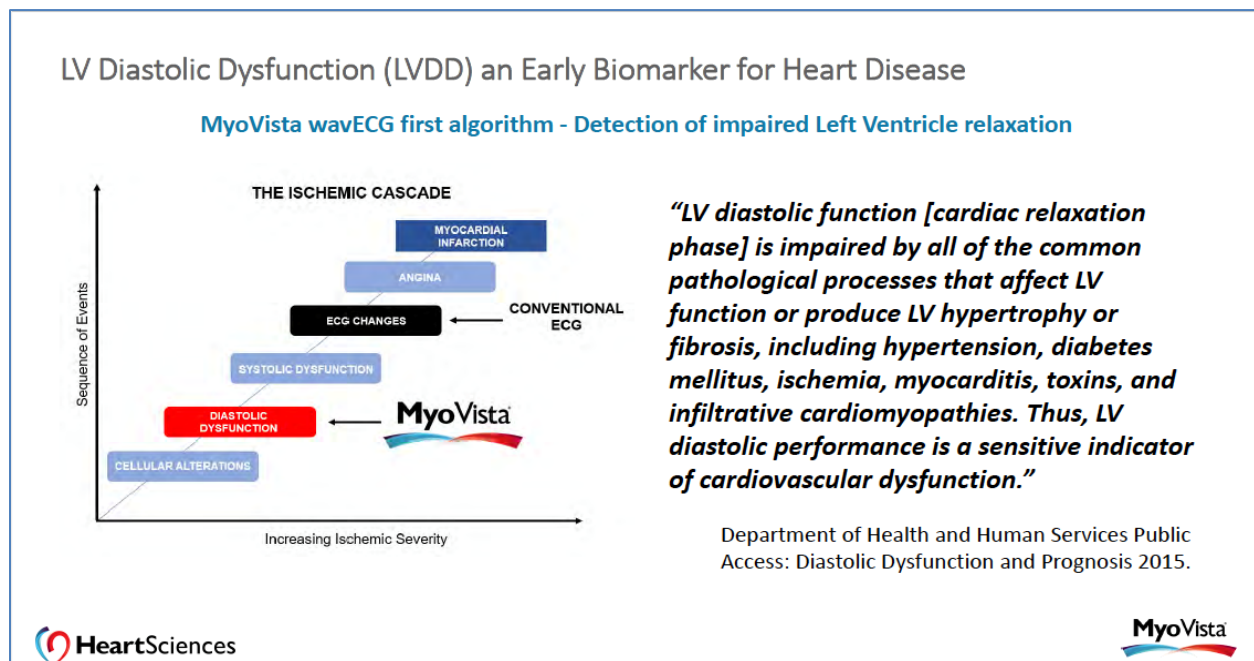 LV Diastolic Dysfunction (LVDD) an Early Biomarker for Heart Disease
MyoVista wavECG first algorithm - Detection of impaired Left Ventricle relaxation
THE ISCHEMIC CASCADE
MYOCARDIAL
INFARCTION
ANGINA
ECG CHANGES
CONVENTIONAL
ECG
SYSTOLIC DYSFUNCTION
DIASTOLIC
DYSFUNCTION
MyoVista
CELLULAR ALTERATIONS
Sequence of Events
Increasing Ischemic Severity
“LV diastolic function [cardiac relaxation
phase] is impaired by all of the common
pathological processes that affect LV
function or produce LV hypertrophy or
fibrosis, including hypertension, diabetes
mellitus, ischemia, myocarditis, toxins, and
infiltrative cardiomyopathies. Thus, LV
diastolic performance is a sensitive indicator
of cardiovascular dysfunction.”
Department of Health and Human Services Public
Access: Diastolic Dysfunction and Prognosis 2015.
HeartSciences
MyoVista